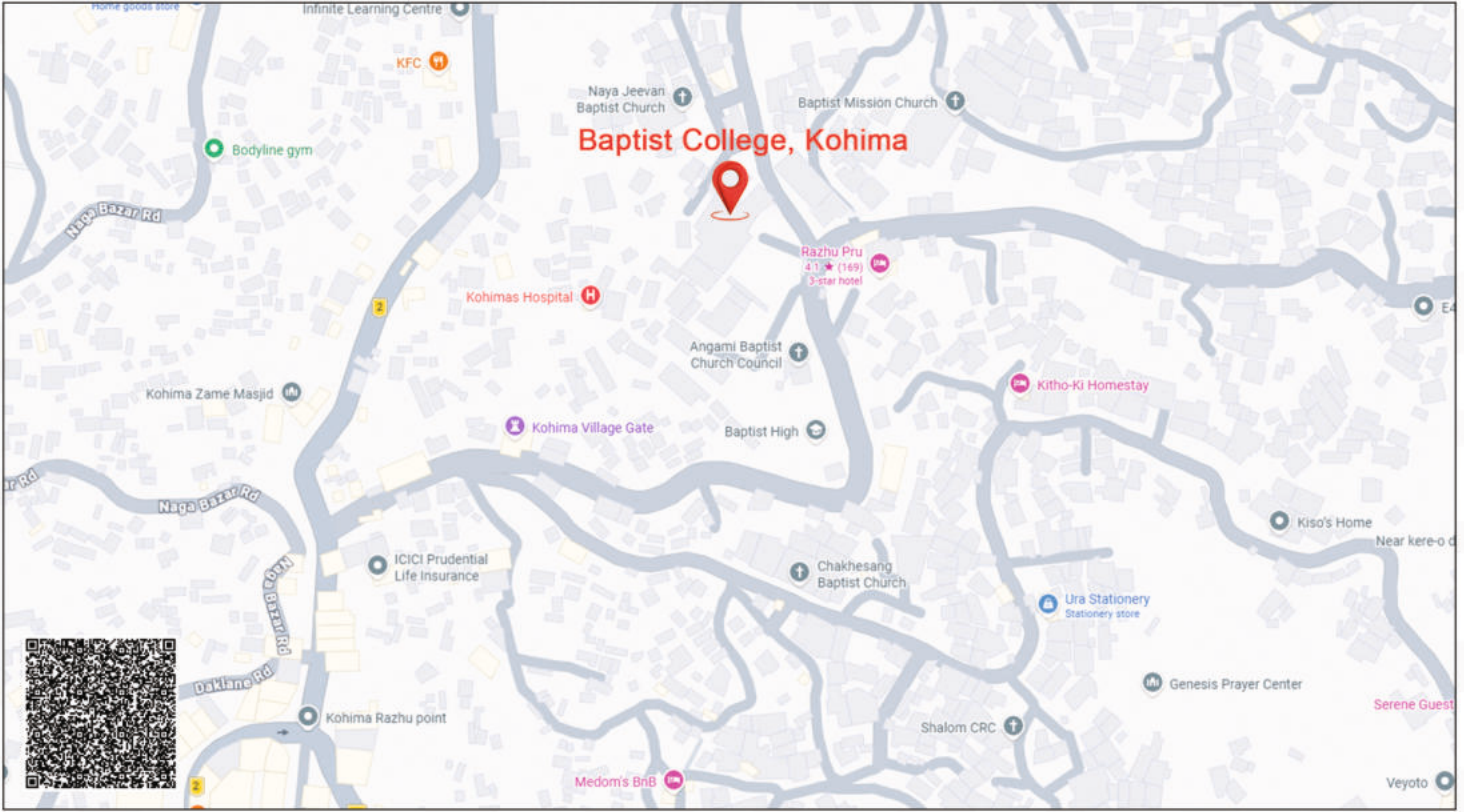 Home goods store
Infinite Learning Centre
KFC
Naya Jeevan
Baptist Church
Baptist Mission Church
Baptist College, Kohima
Bodyline gym
Naga Bazar Rd
Razhu Pru
4.1 ★ (169)
3-star hotel
Kohimas Hospital
2
E4
Angami Baptist
Church Council
Kohima Zame Masjid
Kitho-Ki Homestay
Kohima Village Gate
Baptist High
ar Rd
Naga Bazar Rd
Kiso's Home
Near kere-o d
ICICI Prudential
Life Insurance
Chakhesang
Baptist Church
Naga Bazar Rd
Ura Stationery
Stationery store
Daklane Rd
Genesis Prayer Center
Serene Guest
Kohima Razhu point
Shalom CRC
Medom's BnB
2
Veyoto